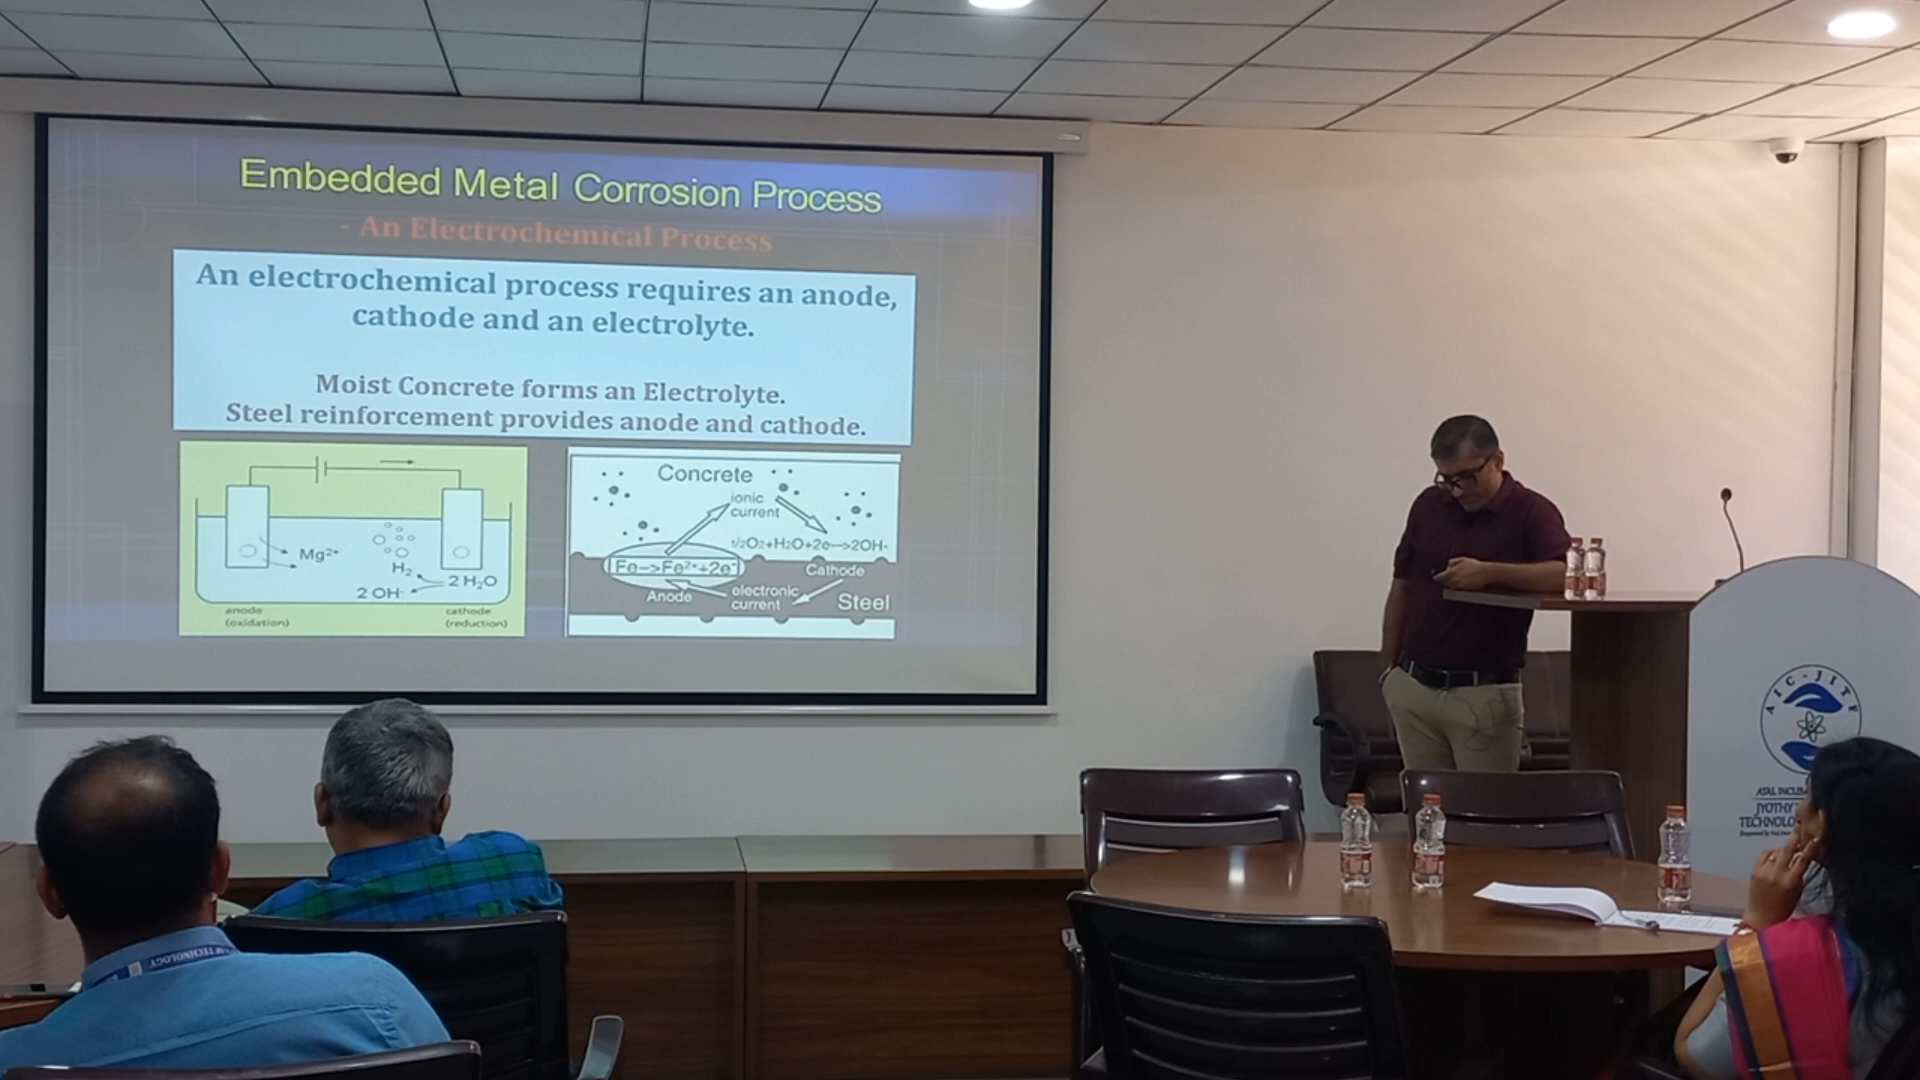 Embedded Metal Corrosion Process
- An Electrochemical Process
An electrochemical process requires an anode,
cathode and an electrolyte.
Moist Concrete forms an Electrolyte.
Steel reinforcement provides anode and cathode.
Mg²⁺
H₂
2 H₂O
2 OH⁻
anode
(oxidation)
cathode
(reduction)
Concrete
ionic
current
1/2O2+H2O+2e->2OH-
Fe->Fe²⁺+2e⁻
Cathode
Anode
electronic
current
Steel
AIC-JITF
ATAL
JYOTHY
TECHNOLOGY